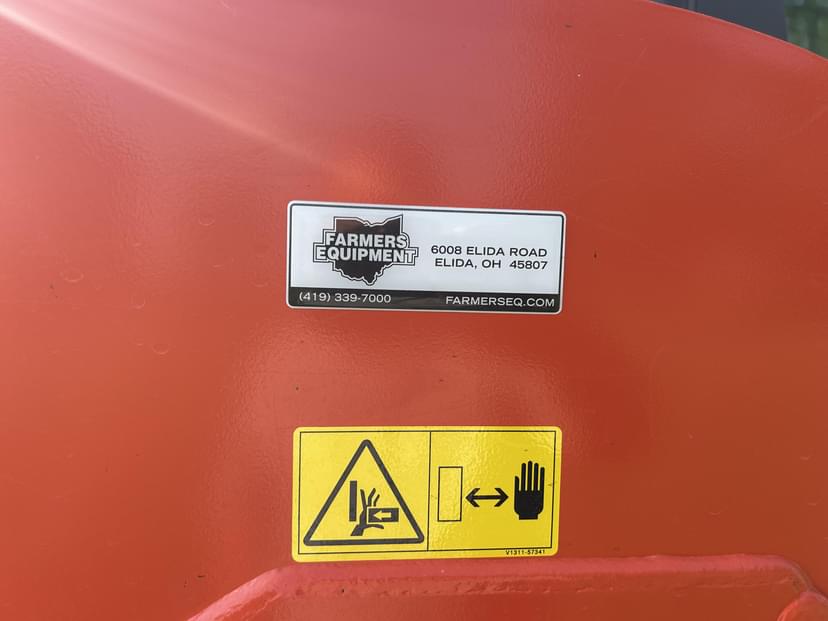 FARMERS
EQUIPMENT
6008 ELIDA ROAD
ELIDA, OH 45807
(419) 339-7000 FARMERSEQ.COM
V1311-57341